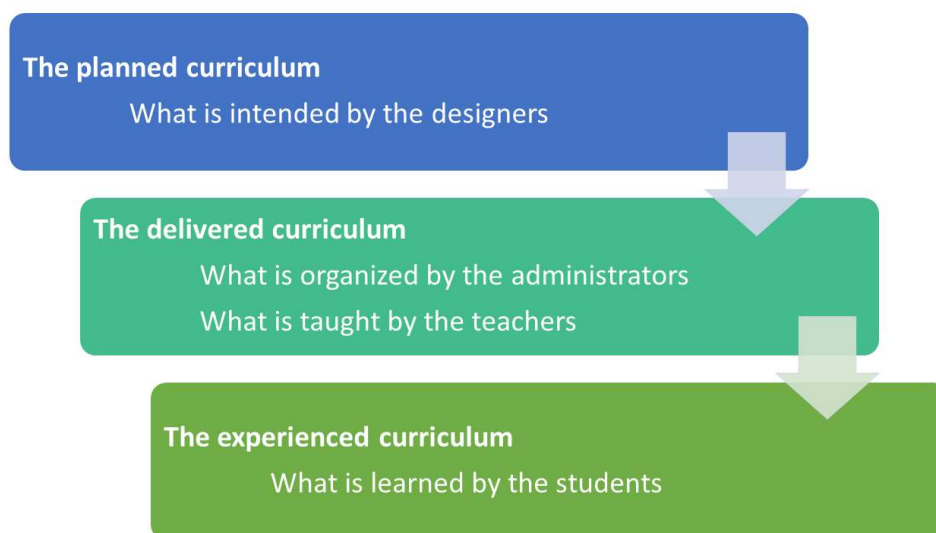 The planned curriculum
What is intended by the designers
The delivered curriculum
What is organized by the administrators
What is taught by the teachers
The experienced curriculum
What is learned by the students